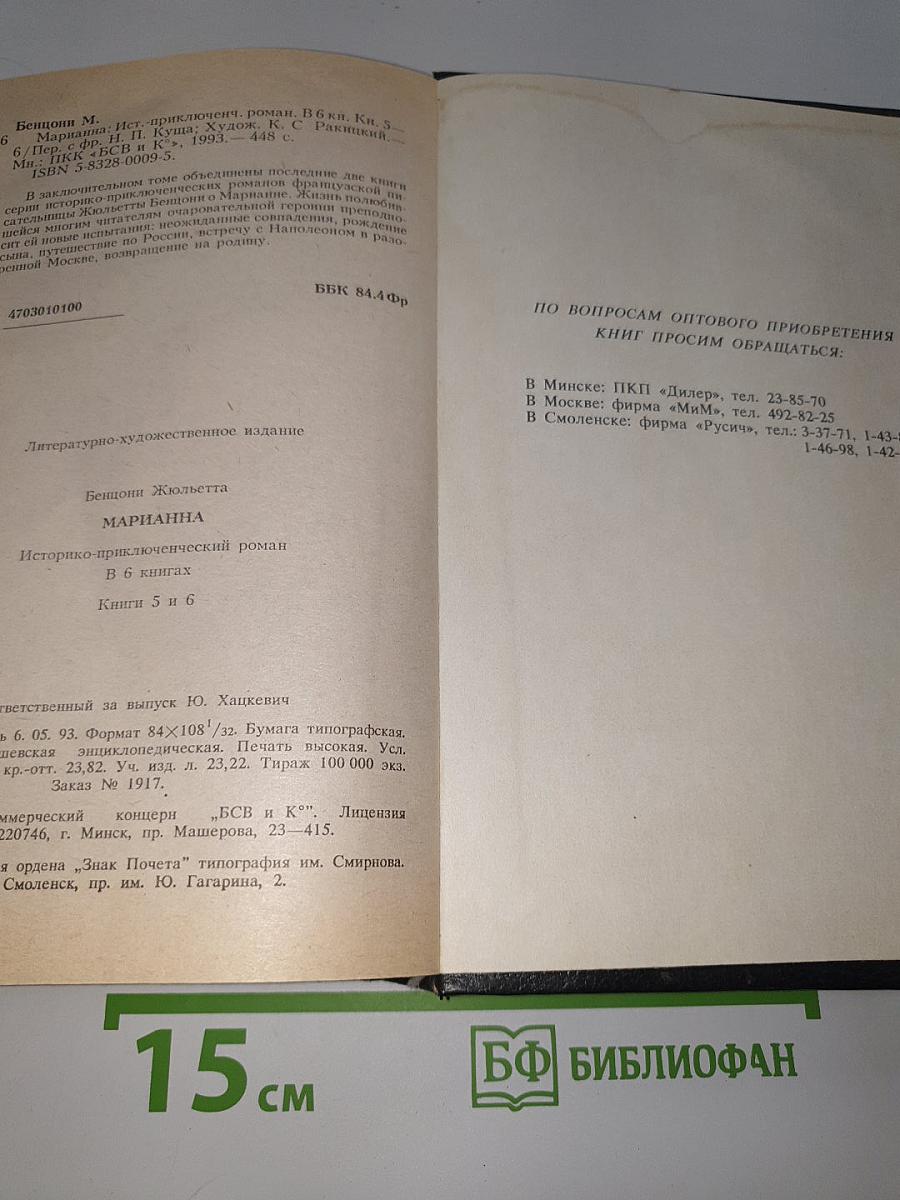 Бенцони М.
6 Марианна: Ист.-приключенч. роман. В 6 кн. Кн. 5—
6/Пер. с фр. Н. П. Куща; Худож. К. С Ракицкий.—
Мн.: ПКК «БСВ и К°», 1993.— 448 с.
ISBN 5-8328-0009-5.
В заключительном томе объединены последние две книги
серии историко-приключенческих романов французской пи-
сательницы Жюльетты Бенцони о Марианне. Жизнь полюбив-
шейся многим читателям очаровательной героини преподно-
сит ей новые испытания: неожиданные совпадения, рождение
сына, путешествие по России, встречу с Наполеоном в разо-
ренной Москве, возвращение на родину.
4703010100
ББК 84.4Фр
Литературно-художественное издание
Бенцони Жюльетта
МАРИАННА
Историко-приключенческий роман
В 6 книгах
Книги 5 и 6
тветственный за выпуск Ю. Хацкевич
ь 6. 05. 93. Формат 84×108 1/32. Бумага типографская.
шевская энциклопедическая. Печать высокая. Усл.
кр.-отт. 23,82. Уч. изд. л. 23,22. Тираж 100 000 экз.
Заказ № 1917.
ммерческий концерн „БСВ и К°”. Лицензия
220746, г. Минск, пр. Машерова, 23—415.
я ордена „Знак Почета” типография им. Смирнова.
Смоленск, пр. им. Ю. Гагарина, 2.
ПО ВОПРОСАМ ОПТОВОГО ПРИОБРЕТЕНИЯ
КНИГ ПРОСИМ ОБРАЩАТЬСЯ:
В Минске: ПКП «Дилер», тел. 23-85-70
В Москве: фирма «МиМ», тел. 492-82-25
В Смоленске: фирма «Русич», тел.: 3-37-71, 1-43-
1-46-98, 1-42-
15 см
БФ БИБЛИОФАН